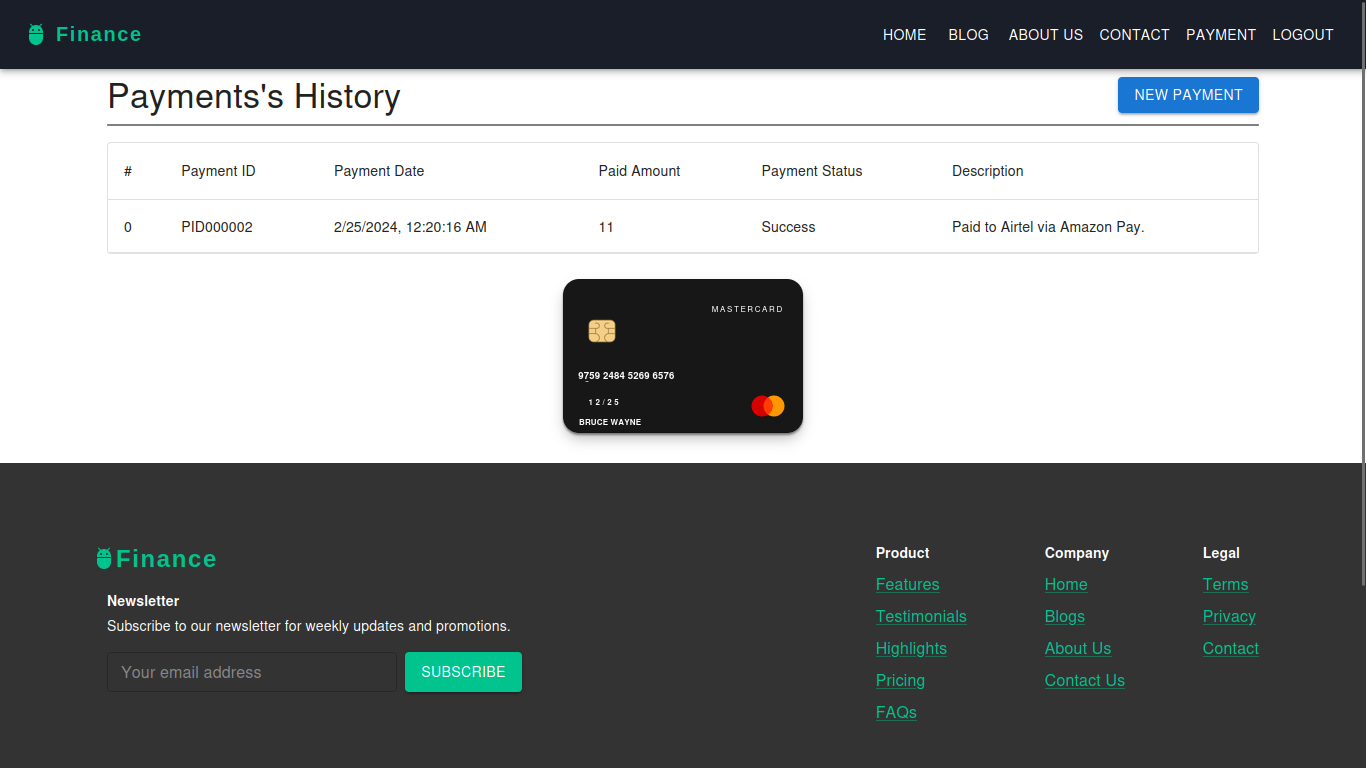 Finance HOME BLOG ABOUT US CONTACT PAYMENT LOGOUT
Payments's History NEW PAYMENT
# Payment ID Payment Date Paid Amount Payment Status Description
0 PID000002 2/25/2024, 12:20:16 AM 11 Success Paid to Airtel via Amazon Pay.
MASTERCARD
9759 2484 5269 6576
12/25
BRUCE WAYNE
Finance
Newsletter
Subscribe to our newsletter for weekly updates and promotions.
Your email address SUBSCRIBE
Product
Features
Testimonials
Highlights
Pricing
FAQs
Company
Home
Blogs
About Us
Contact Us
Legal
Terms
Privacy
Contact